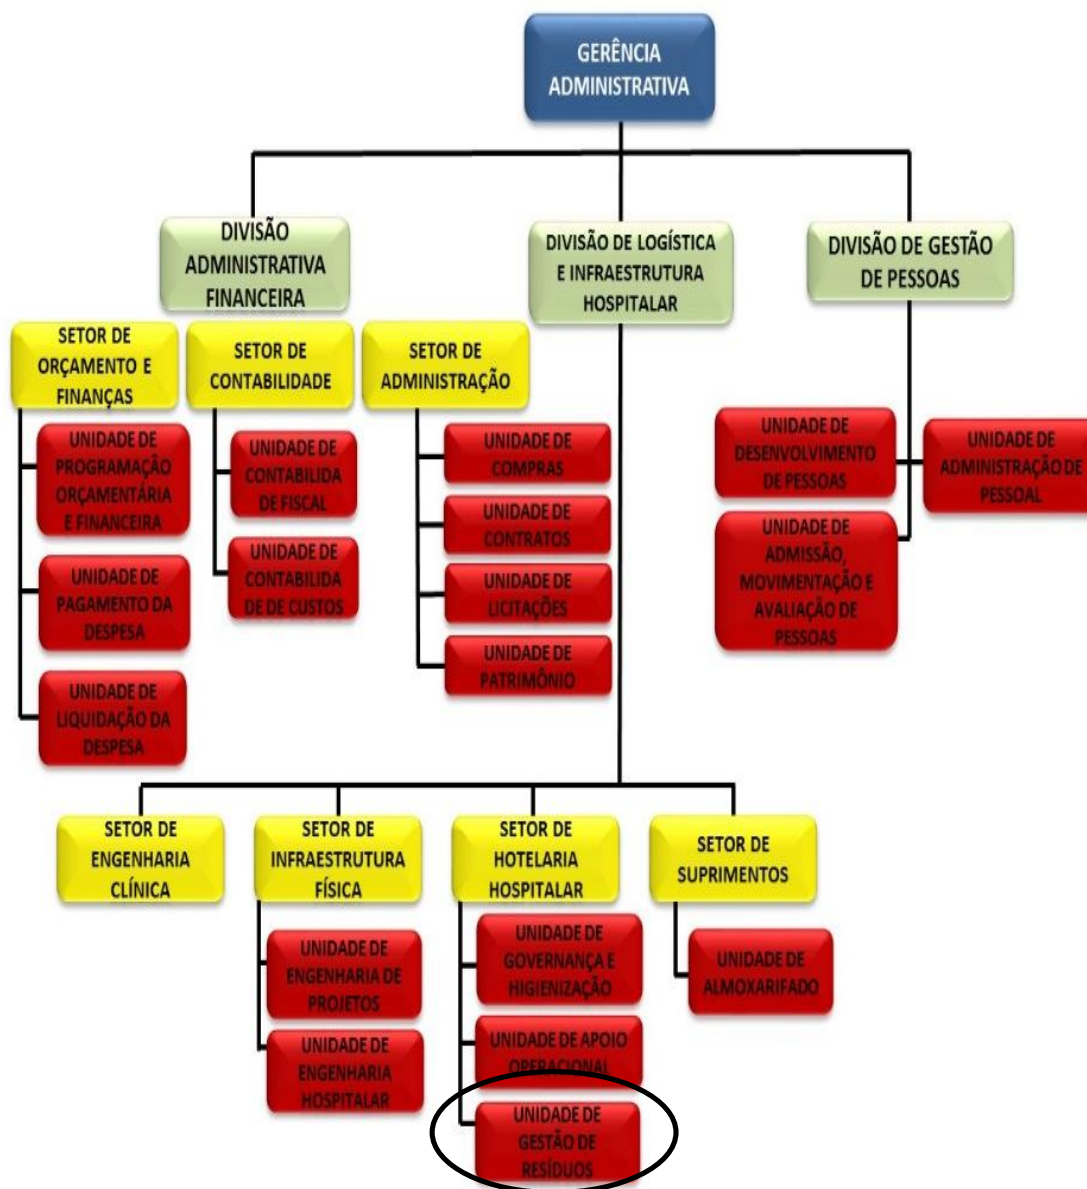 GERÊNCIA
ADMINISTRATIVA
DIVISÃO
ADMINISTRATIVA
FINANCEIRA
DIVISÃO DE LOGÍSTICA
E INFRAESTRUTURA
HOSPITALAR
DIVISÃO DE GESTÃO
DE PESSOAS
SETOR DE
ORÇAMENTO E
FINANÇAS
SETOR DE
CONTABILIDADE
SETOR DE
ADMINISTRAÇÃO
UNIDADE DE
PROGRAMAÇÃO
ORÇAMENTÁRIA
E FINANCEIRA
UNIDADE DE
PAGAMENTO DA
DESPESA
UNIDADE DE
LIQUIDAÇÃO DA
DESPESA
UNIDADE DE
CONTABILIDA
DE FISCAL
UNIDADE DE
CONTABILIDA
DE DE CUSTOS
UNIDADE DE
COMPRAS
UNIDADE DE
CONTRATOS
UNIDADE DE
LICITAÇÕES
UNIDADE DE
PATRIMÔNIO
UNIDADE DE
DESENVOLVIMENTO
DE PESSOAS
UNIDADE DE
ADMINISTRAÇÃO DE
PESSOAL
UNIDADE DE
ADMISSÃO,
MOVIMENTAÇÃO E
AVALIAÇÃO DE
PESSOAS
SETOR DE
ENGENHARIA
CLÍNICA
SETOR DE
INFRAESTRUTURA
FÍSICA
SETOR DE
HOTELARIA
HOSPITALAR
SETOR DE
SUPRIMENTOS
UNIDADE DE
ENGENHARIA DE
PROJETOS
UNIDADE DE
ENGENHARIA
HOSPITALAR
UNIDADE DE
GOVERNANÇA E
HIGIENIZAÇÃO
UNIDADE DE APOIO
OPERACIONAL
UNIDADE DE
GESTÃO DE
RESÍDUOS
UNIDADE DE
ALMOXARIFADO